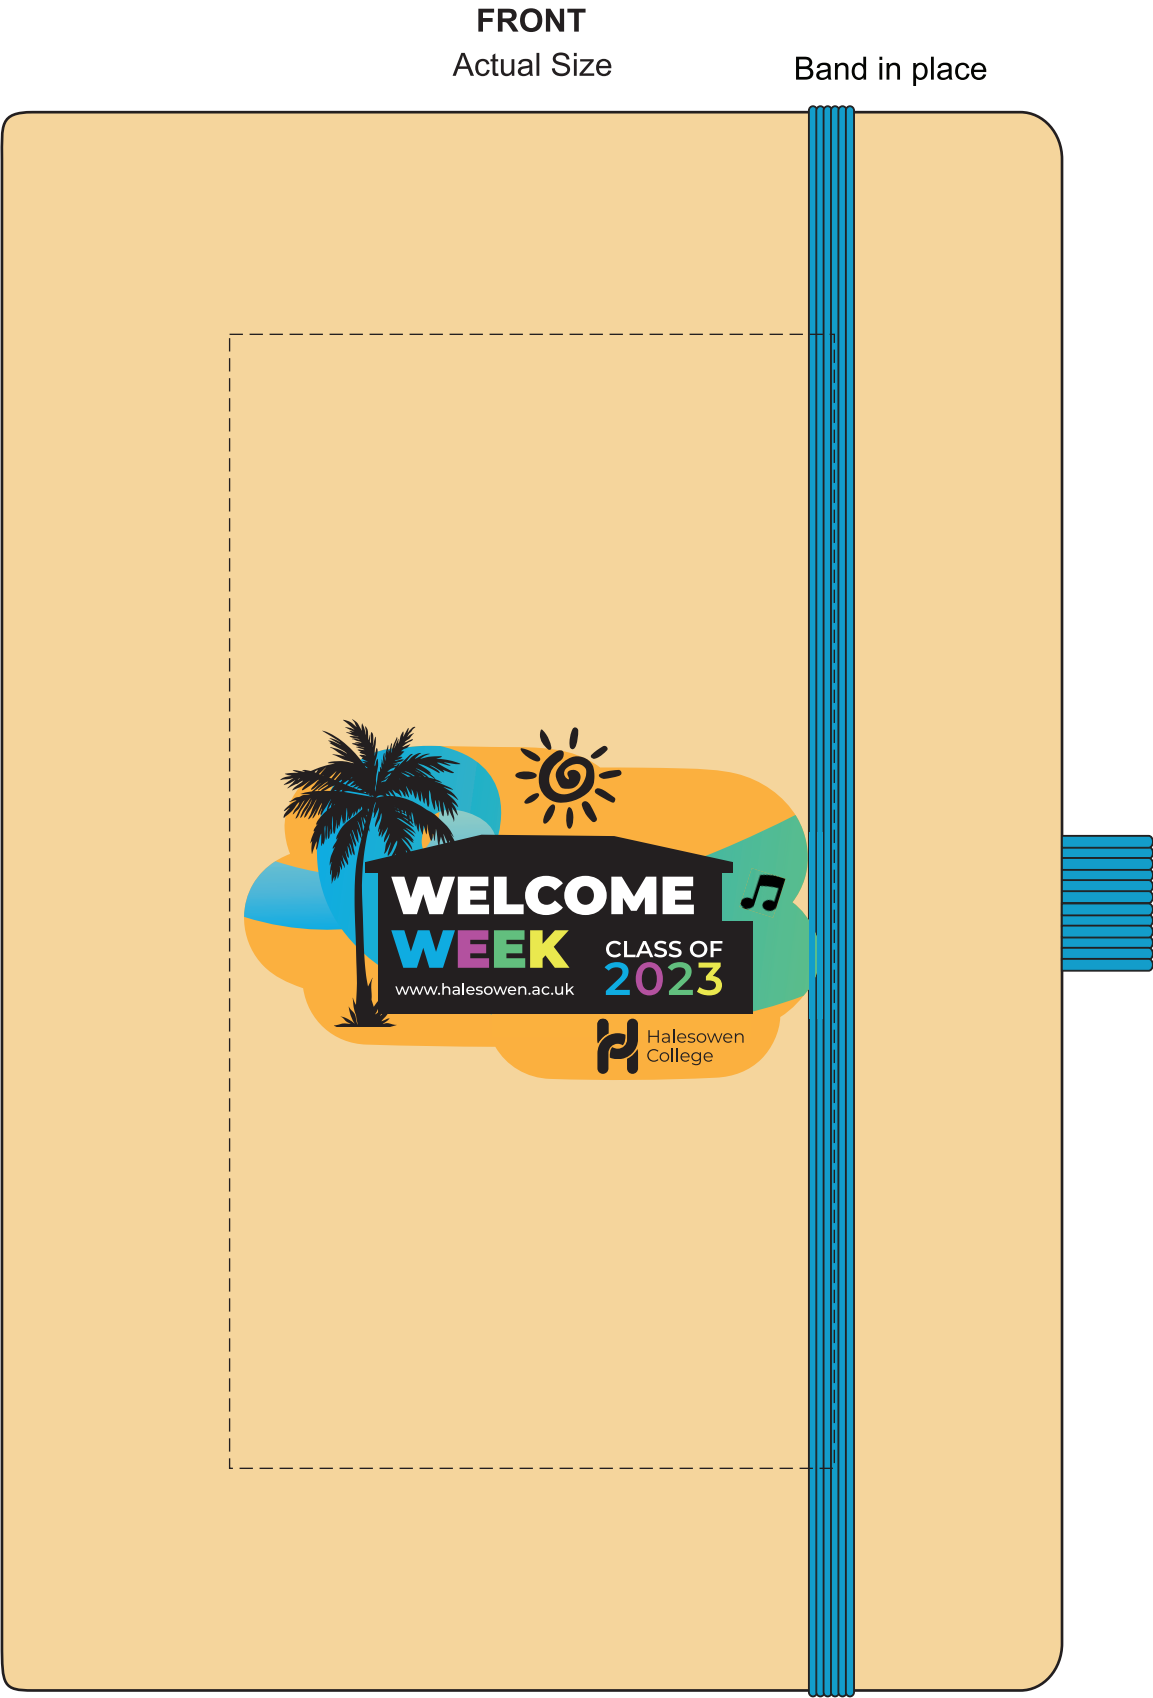 FRONT
Actual Size
Band in place
WELCOME
WEEK
CLASS OF
2023
www.halesowen.ac.uk
Halesowen
College